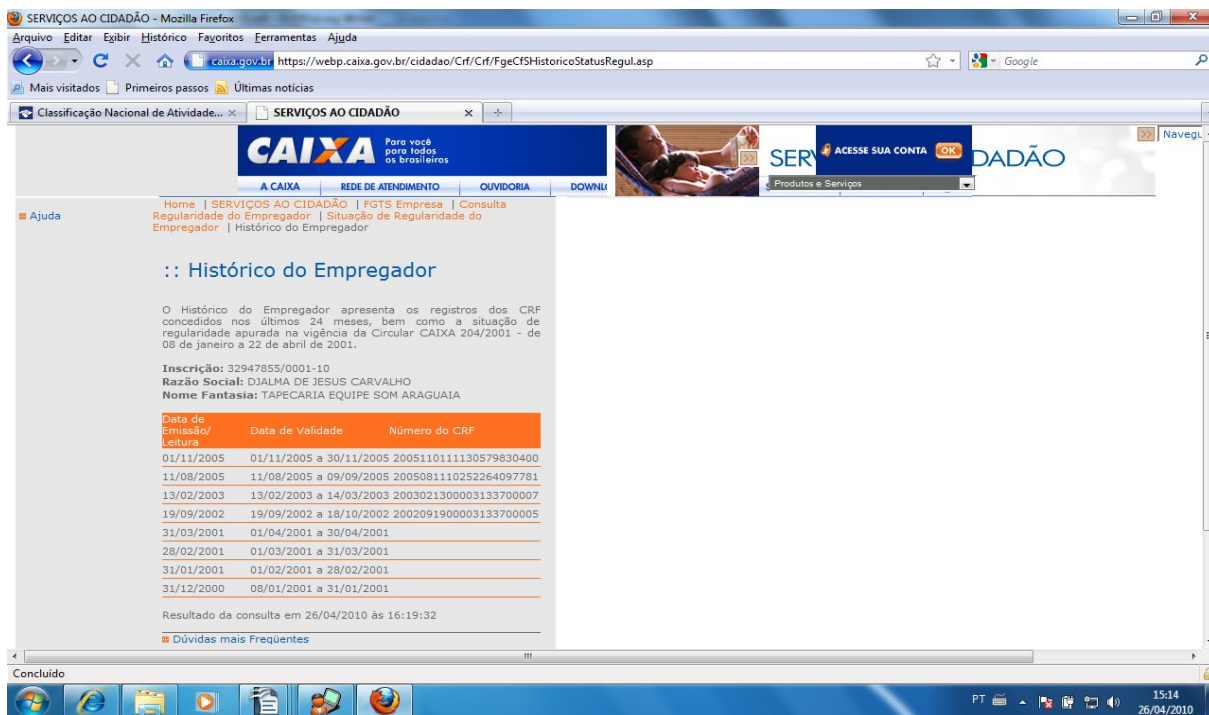 SERVIÇOS AO CIDADÃO - Mozilla Firefox
Arquivo Editar Exibir Histórico Favoritos Ferramentas Ajuda
caixa.gov.br https://webp.caixa.gov.br/cidadao/Crf/Crf/FgeCfSHistoricoStatusRegul.asp
Google
Mais visitados Primeiros passos Últimas notícias
Classificação Nacional de Atividade... SERVIÇOS AO CIDADÃO
CAIXA Para você
para todos
os brasileiros
SER ACESSE SUA CONTA OK DADÃO
Navegu
A CAIXA REDE DE ATENDIMENTO OUVIDORIA DOWNL
Produtos e Serviços
Ajuda
Home | SERVIÇOS AO CIDADÃO | FGTS Empresa | Consulta
Regularidade do Empregador | Situação de Regularidade do
Empregador | Histórico do Empregador
:: Histórico do Empregador
O Histórico do Empregador apresenta os registros dos CRF
concedidos nos últimos 24 meses, bem como a situação de
regularidade apurada na vigência da Circular CAIXA 204/2001 - de
08 de janeiro a 22 de abril de 2001.
Inscrição: 32947855/0001-10
Razão Social: DJALMA DE JESUS CARVALHO
Nome Fantasia: TAPECARIA EQUIPE SOM ARAGUAIA
Data de
Emissão/ Data de Validade Número do CRF
Leitura
01/11/2005 01/11/2005 a 30/11/2005 2005110111130579830400
11/08/2005 11/08/2005 a 09/09/2005 2005081110252264097781
13/02/2003 13/02/2003 a 14/03/2003 2003021300003133700007
19/09/2002 19/09/2002 a 18/10/2002 2002091900003133700005
31/03/2001 01/04/2001 a 30/04/2001
28/02/2001 01/03/2001 a 31/03/2001
31/01/2001 01/02/2001 a 28/02/2001
31/12/2000 08/01/2001 a 31/01/2001
Resultado da consulta em 26/04/2010 às 16:19:32
Dúvidas mais Freqüentes
Concluído
PT 15:14
26/04/2010